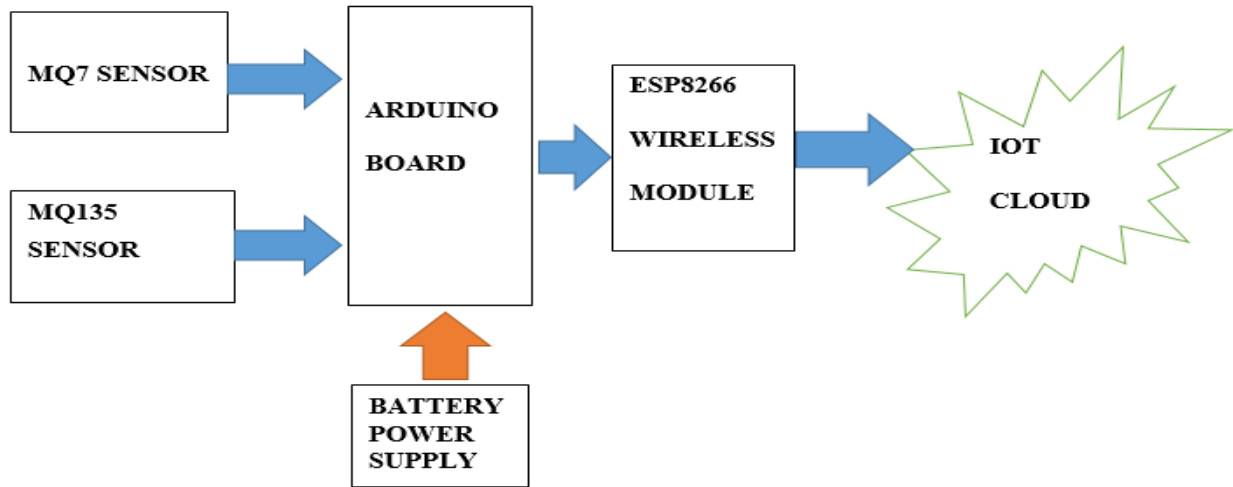 MQ7 SENSOR
MQ135
SENSOR
ARDUINO
BOARD
BATTERY
POWER
SUPPLY
ESP8266
WIRELESS
MODULE
IOT
CLOUD